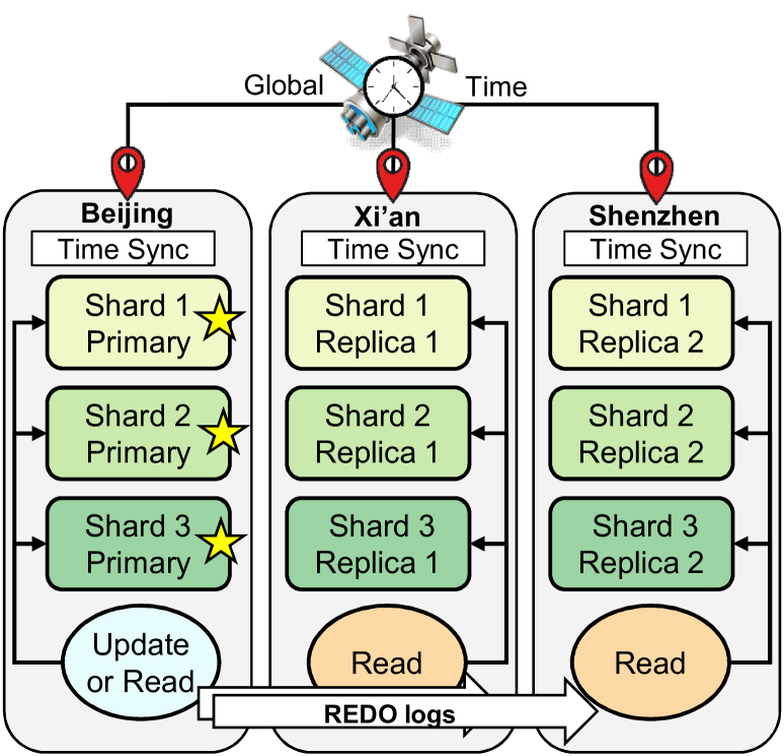 Global
Time
Beijing
Time Sync
Shard 1
Primary
Shard 2
Primary
Shard 3
Primary
Update
or Read
Xi’an
Time Sync
Shard 1
Replica 1
Shard 2
Replica 1
Shard 3
Replica 1
Read
Shenzhen
Time Sync
Shard 1
Replica 2
Shard 2
Replica 2
Shard 3
Replica 2
Read
REDO logs